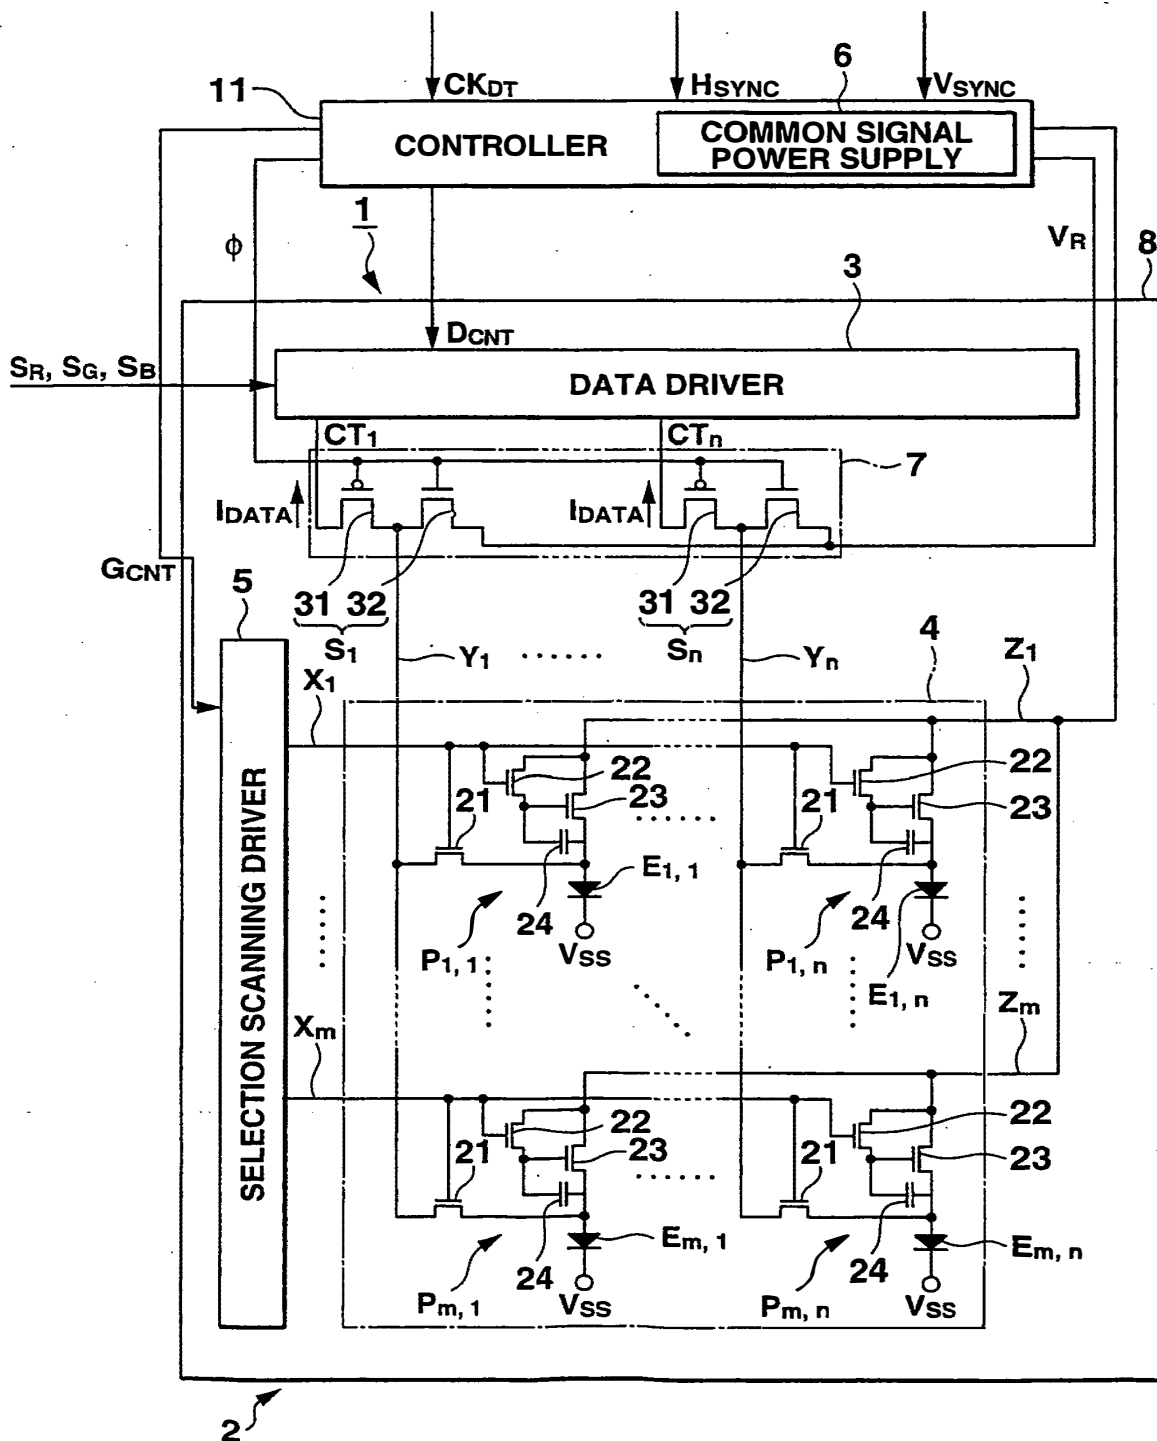 CKDT
HSYNC
VSYNC
6
11
CONTROLLER
COMMON SIGNAL
POWER SUPPLY
1
ϕ
VR
8
3
DCNT
SR, SG, SB
DATA DRIVER
CT1
CTn
7
IDATA
IDATA
GCNT
5
31 32
31 32
S1
Sn
4
Y1
Yn
Z1
X1
SELECTION SCANNING DRIVER
22
22
21
23
21
23
E1, 1
24
24
P1, 1
VSS
P1, n
VSS
E1, n
Xm
Zm
22
22
21
23
21
23
24
Em, 1
24
Em, n
Pm, 1
VSS
Pm, n
VSS
2